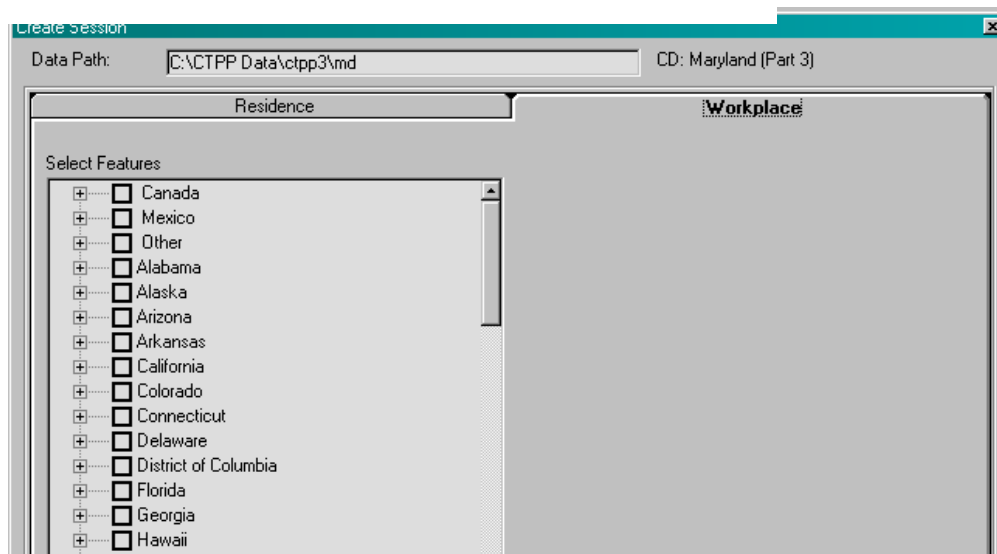 Create Session
Data Path: C:\CTPP Data\ctpp3\md CD: Maryland (Part 3)
Residence Workplace
Select Features
Canada
Mexico
Other
Alabama
Alaska
Arizona
Arkansas
California
Colorado
Connecticut
Delaware
District of Columbia
Florida
Georgia
Hawaii